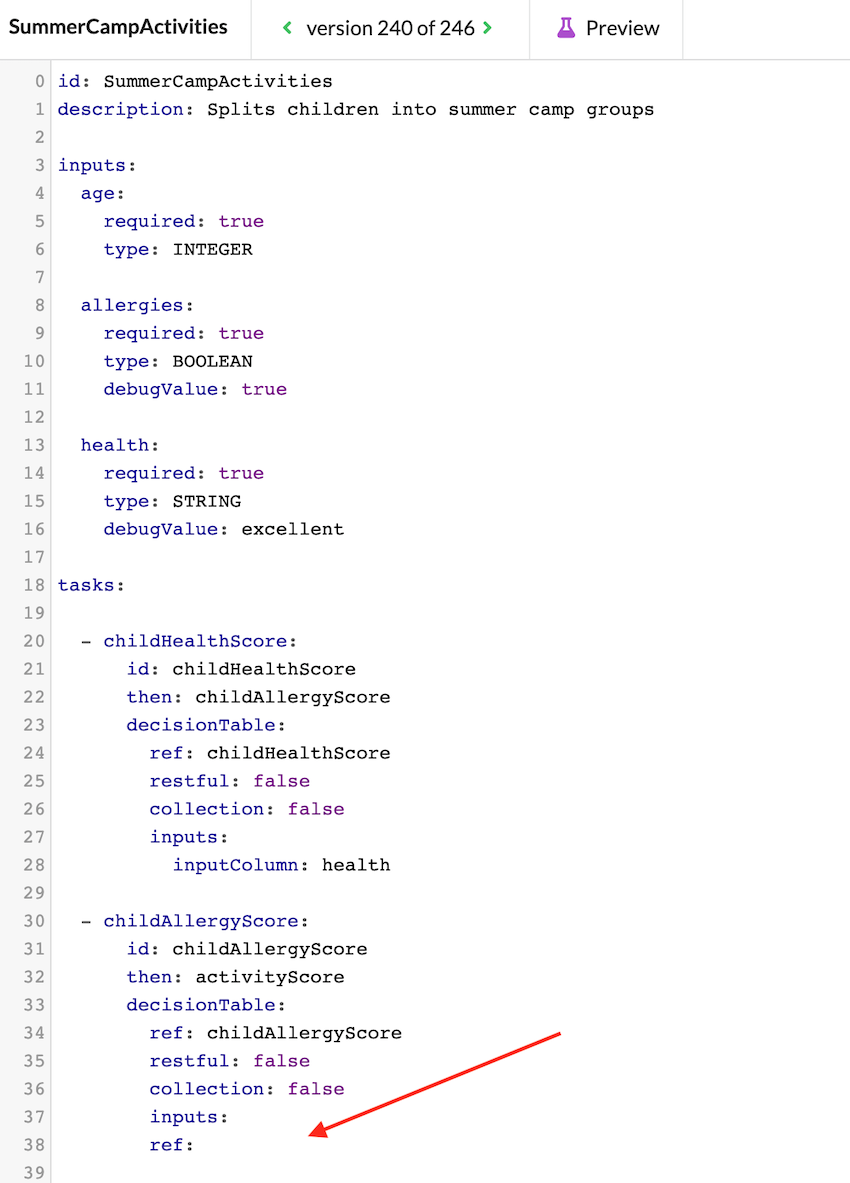 SummerCampActivities < version 240 of 246 > Preview
0 id: SummerCampActivities
1 description: Splits children into summer camp groups
2
3 inputs:
4   age:
5     required: true
6     type: INTEGER
7
8   allergies:
9     required: true
10     type: BOOLEAN
11     debugValue: true
12
13   health:
14     required: true
15     type: STRING
16     debugValue: excellent
17
18 tasks:
19
20   - childHealthScore:
21       id: childHealthScore
22       then: childAllergyScore
23       decisionTable:
24         ref: childHealthScore
25         restful: false
26         collection: false
27         inputs:
28           inputColumn: health
29
30   - childAllergyScore:
31       id: childAllergyScore
32       then: activityScore
33       decisionTable:
34         ref: childAllergyScore
35         restful: false
36         collection: false
37         inputs:
38         ref:
39